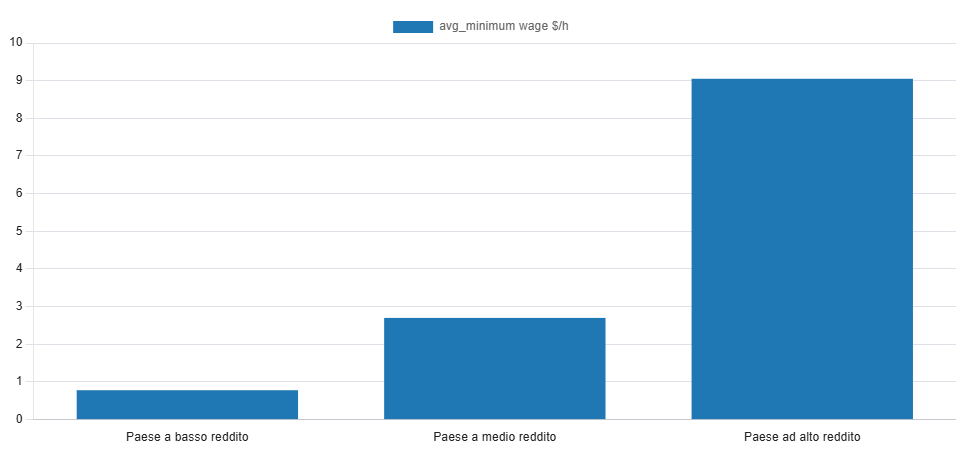 avg_minimum wage $/h
10
9
8
7
6
5
4
3
2
1
0
Paese a basso reddito
Paese a medio reddito
Paese ad alto reddito